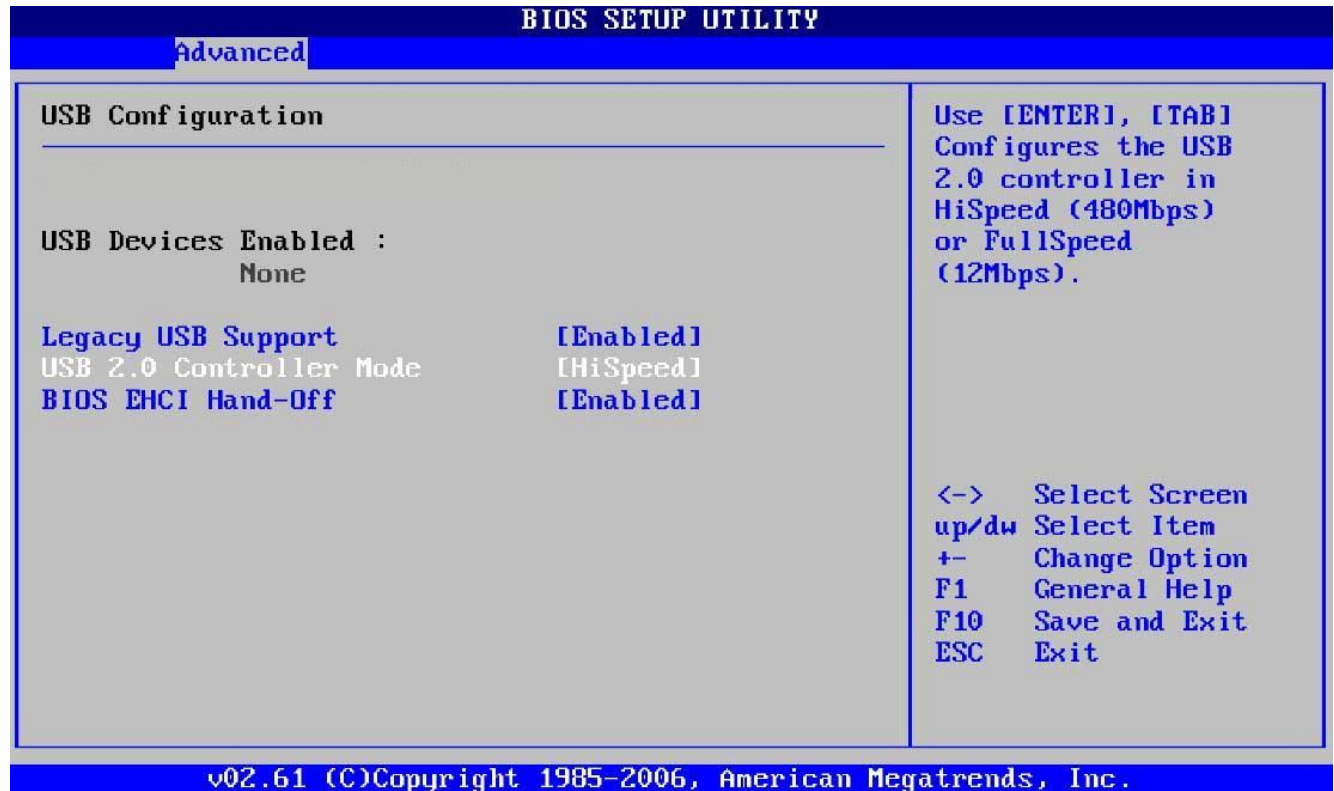 BIOS SETUP UTILITY
Advanced
USB Configuration
USB Devices Enabled :
None
Legacy USB Support [Enabled]
USB 2.0 Controller Mode [HiSpeed]
BIOS EHCI Hand-Off [Enabled]
Use [ENTER], [TAB]
Configures the USB
2.0 controller in
HiSpeed (480Mbps)
or FullSpeed
(12Mbps).
<-> Select Screen
up/dw Select Item
+- Change Option
F1 General Help
F10 Save and Exit
ESC Exit
v02.61 (C)Copyright 1985-2006, American Megatrends, Inc.